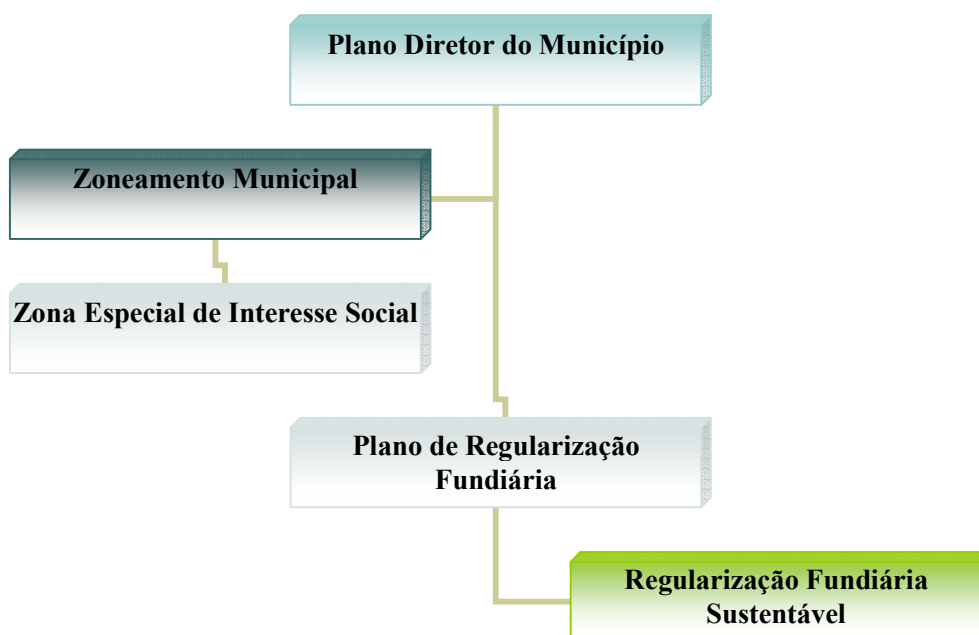 Plano Diretor do Município
Zoneamento Municipal
Zona Especial de Interesse Social
Plano de Regularização
Fundiária
Regularização Fundiária
Sustentável